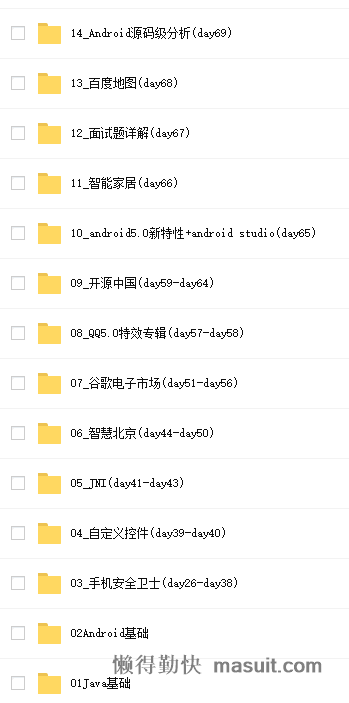 14_Android源码级分析(day69)
13_百度地图(day68)
12_面试题详解(day67)
11_智能家居(day66)
10_android5.0新特性+android studio(day65)
09_开源中国(day59-day64)
08_QQ5.0特效专辑(day57-day58)
07_谷歌电子市场(day51-day56)
06_智慧北京(day44-day50)
05_JNI(day41-day43)
04_自定义控件(day39-day40)
03_手机安全卫士(day26-day38)
02Android基础
懒得勤快 masuit.com
01Java基础